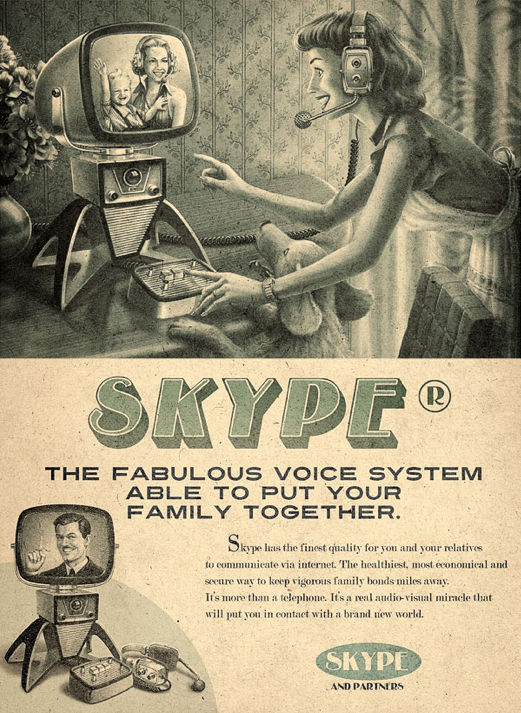 SKYPE ®
THE FABULOUS VOICE SYSTEM
ABLE TO PUT YOUR
FAMILY TOGETHER.
Skype has the finest quality for you and your relatives
to communicate via internet. The healthiest, most economical and
secure way to keep vigorous family bonds miles away.
It's more than a telephone. It's a real audio-visual miracle that
will put you in contact with a brand new world.
SKYPE
AND PARTNERS